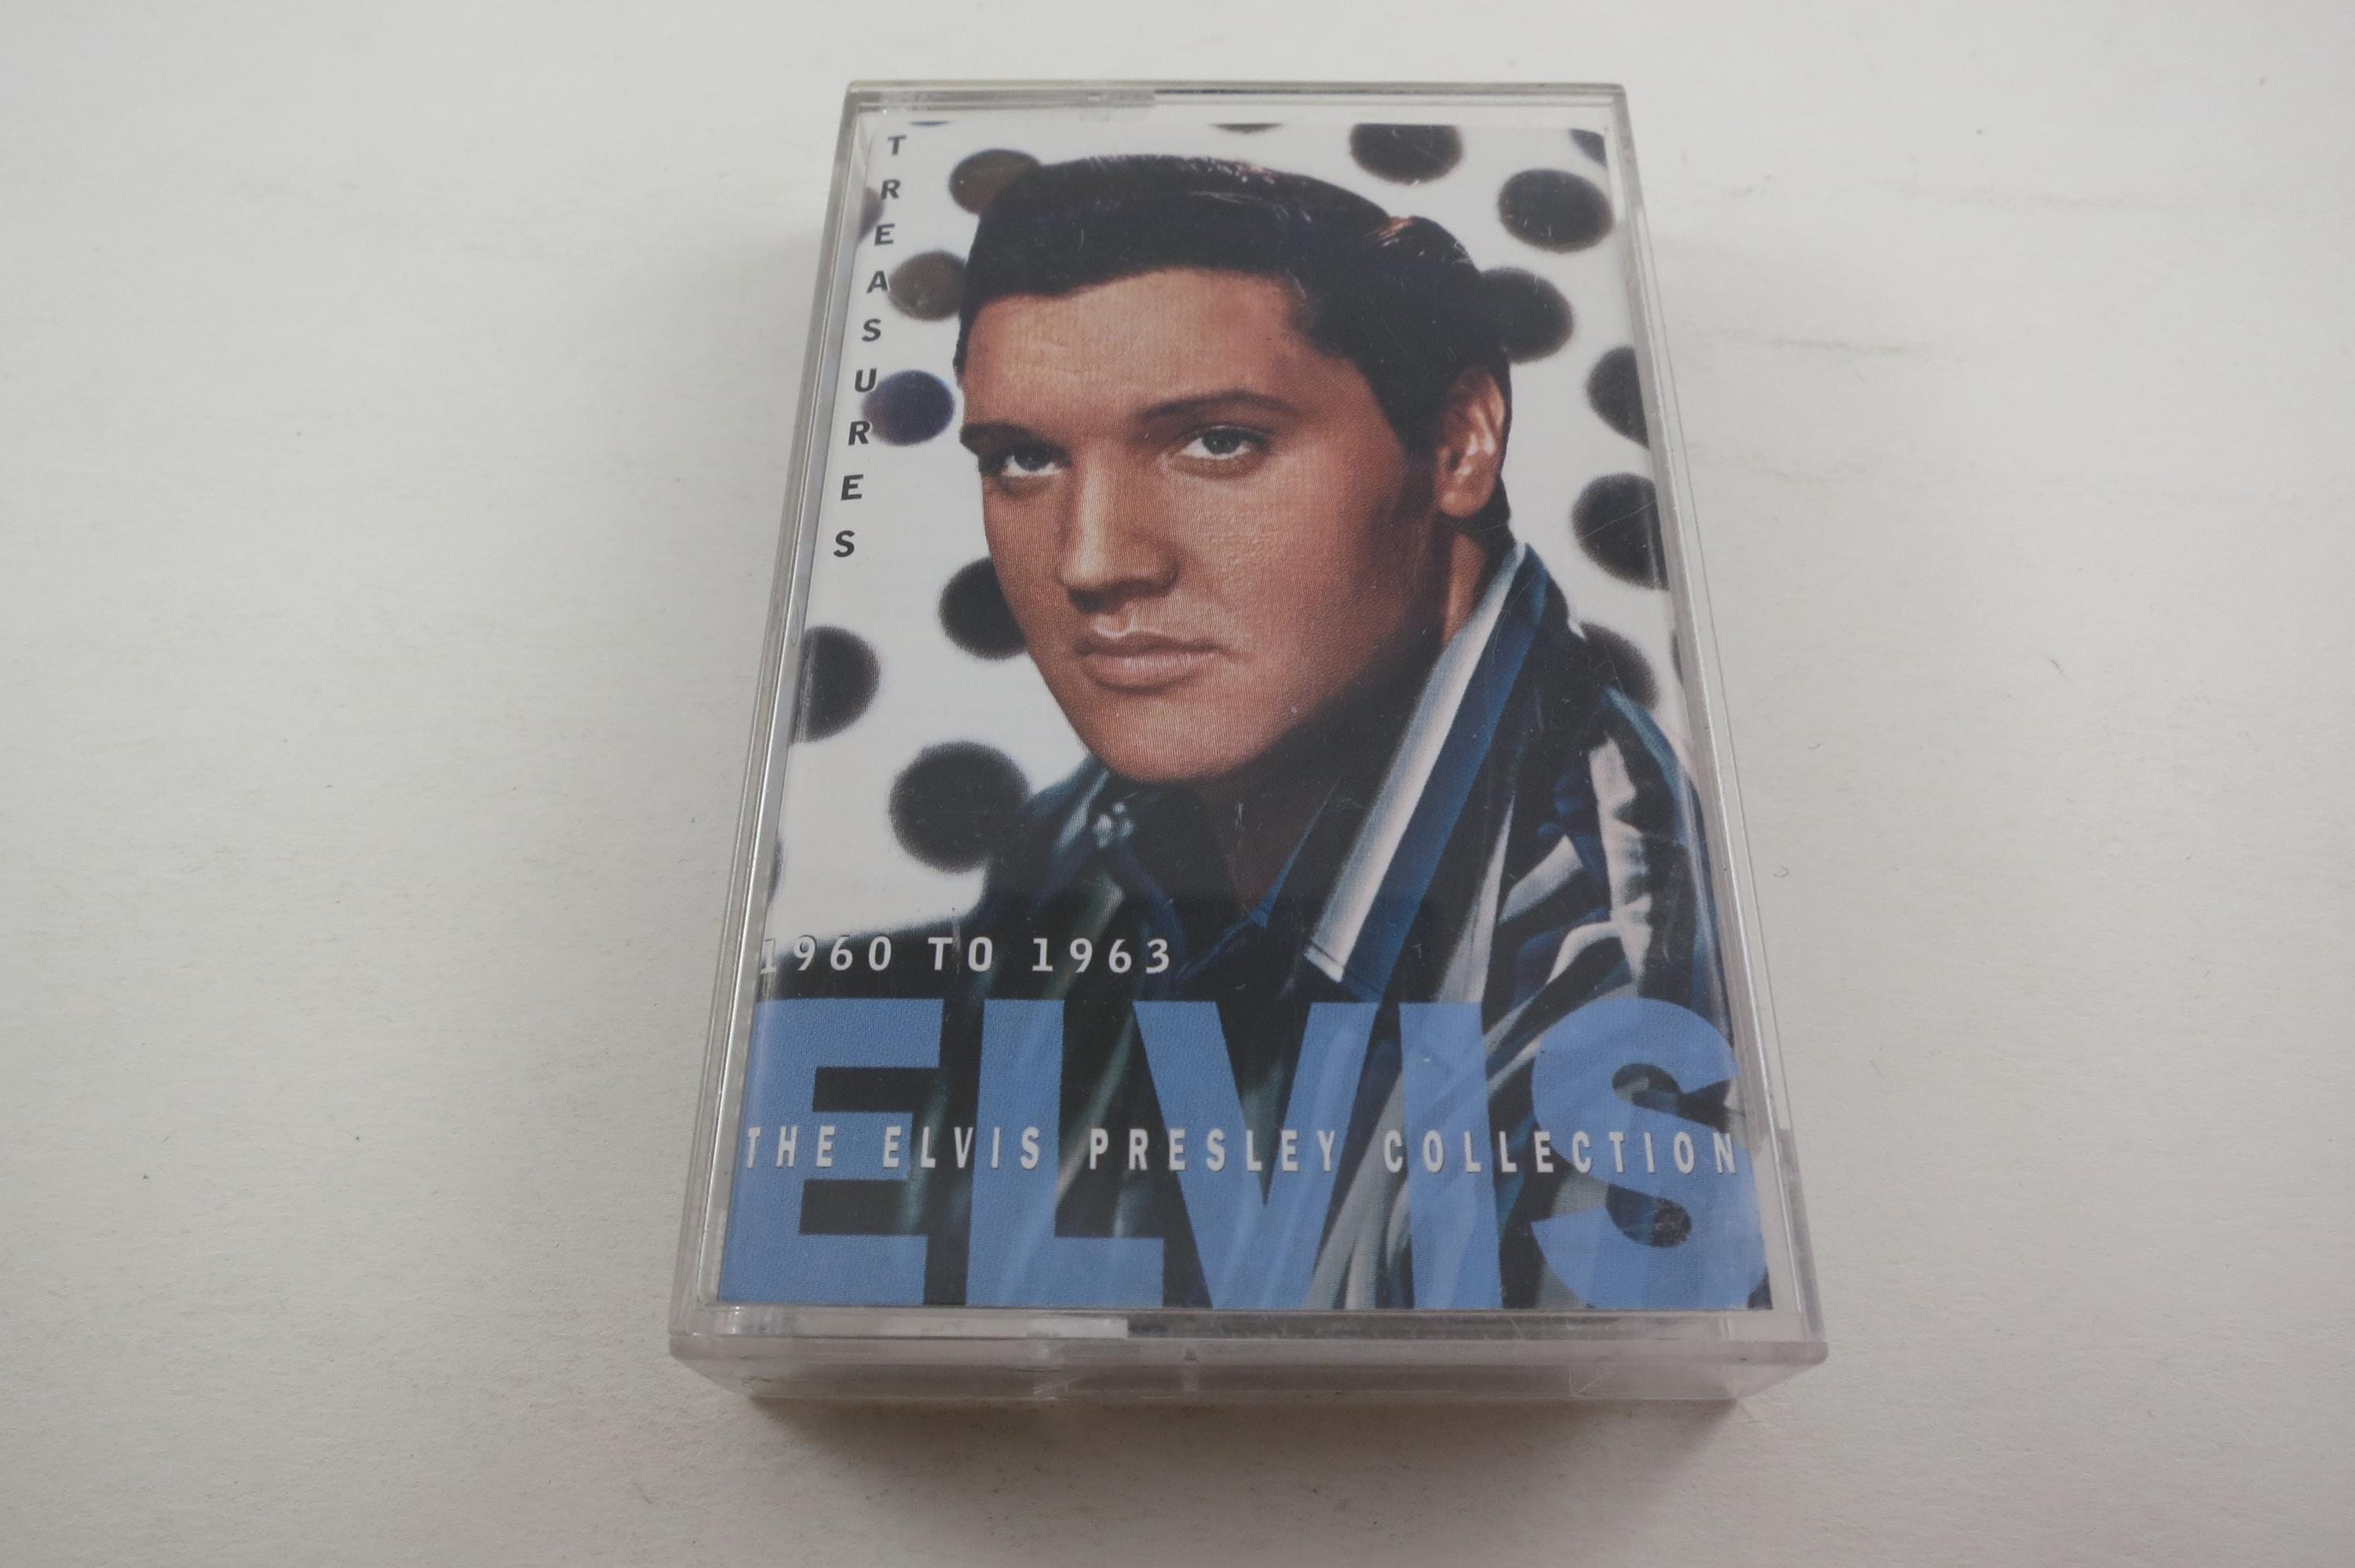 TREASURES
1960 TO 1963
ELVIS
THE ELVIS PRESLEY COLLECTION